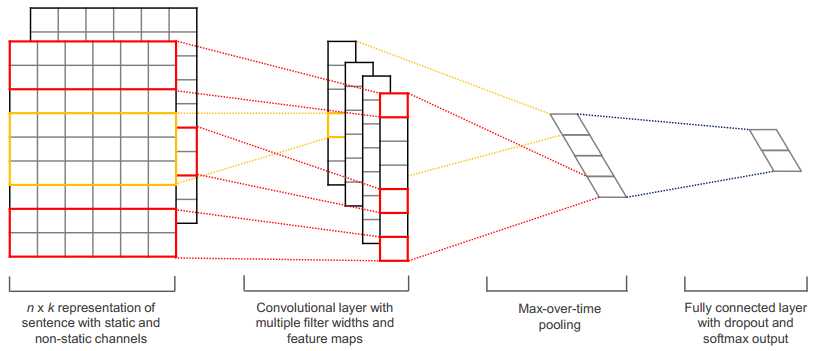 n x k representation of
sentence with static and
non-static channels
Convolutional layer with
multiple filter widths and
feature maps
Max-over-time
pooling
Fully connected layer
with dropout and
softmax output